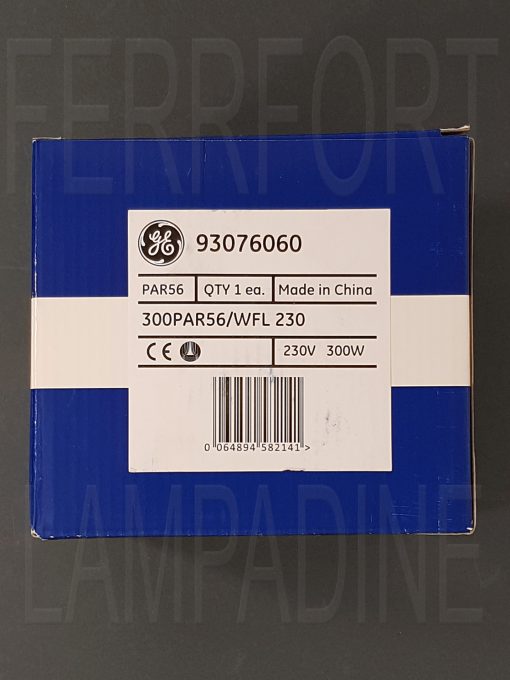 FERRFORT
GE 93076060
PAR56 QTY 1 ea. Made in China
300PAR56/WFL 230
CE 230V 300W
0 064894 582141 >
LAMPADINE